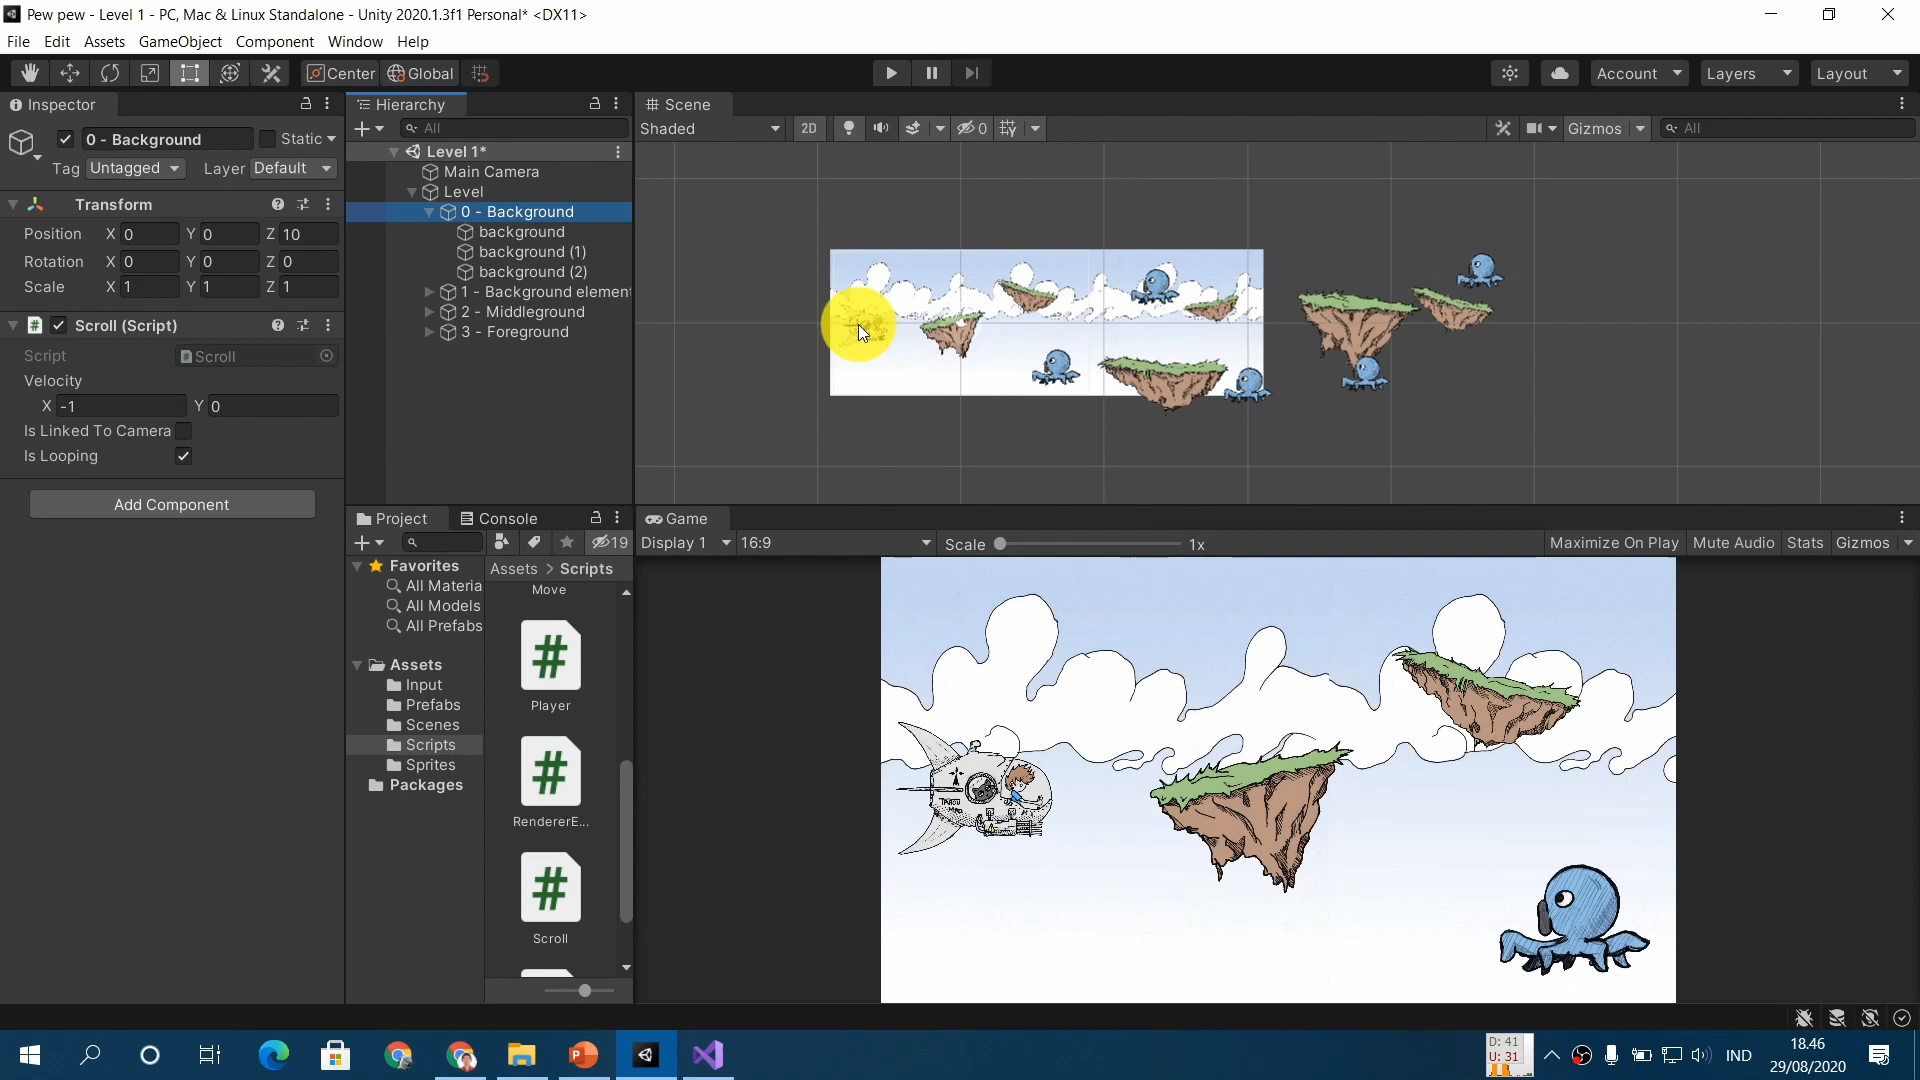 Pew pew - Level 1 - PC, Mac & Linux Standalone - Unity 2020.1.3f1 Personal* <DX11>
File Edit Assets GameObject Component Window Help
Center Global Account Layers Layout
Inspector
0 - Background Static
Tag Untagged Layer Default
Transform
Position X 0 Y 0 Z 10
Rotation X 0 Y 0 Z 0
Scale X 1 Y 1 Z 1
# Scroll (Script)
Script # Scroll
Velocity
X -1 Y 0
Is Linked To Camera
Is Looping
Add Component
Hierarchy
All
Level 1*
Main Camera
Level
0 - Background
background
background (1)
background (2)
1 - Background element
2 - Middleground
3 - Foreground
Scene
Shaded 2D 0 Gizmos All
Project Console
19
Favorites
All Materia
All Models
All Prefabs
Assets
Input
Prefabs
Scenes
Scripts
Sprites
Packages
Assets > Scripts
Move
#
Player
#
RendererE...
#
Scroll
Game
Display 1 16:9 Scale 1x Maximize On Play Mute Audio Stats Gizmos
D: 41
U: 31
IND
18.46
29/08/2020